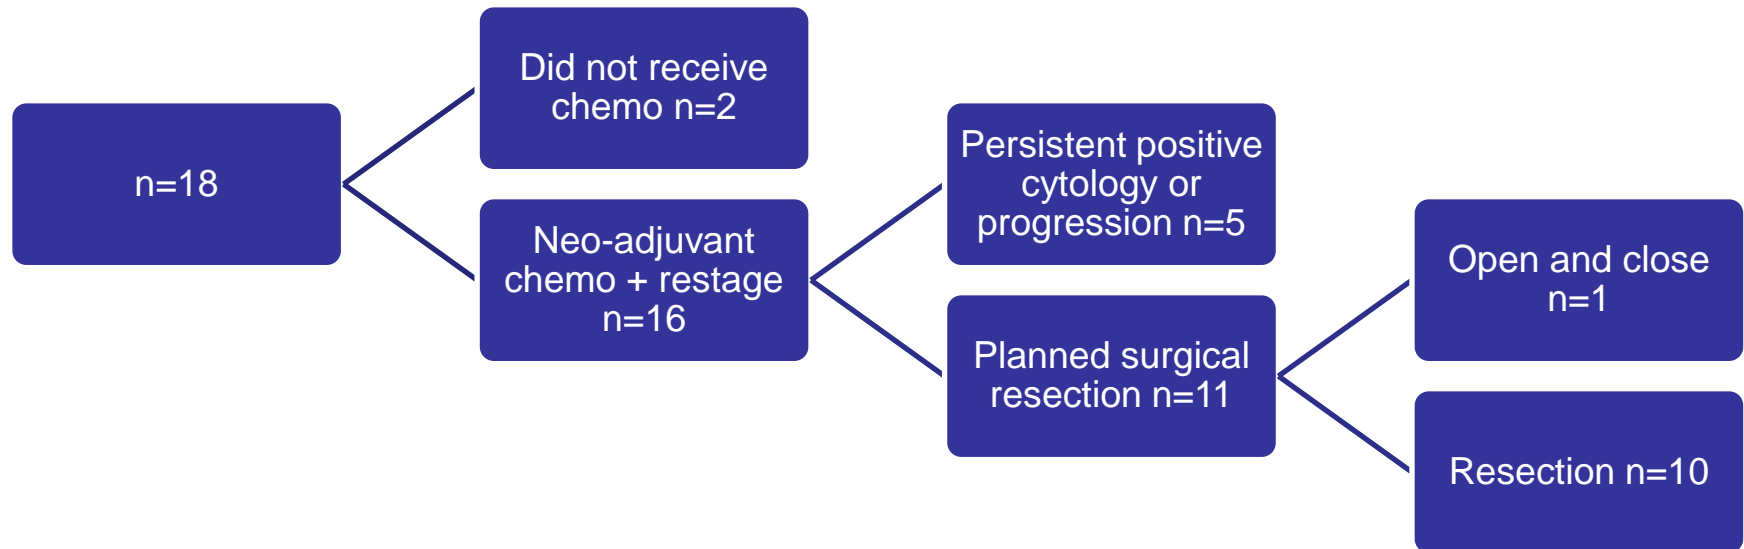 n=18
Did not receive
chemo n=2
Neo-adjuvant
chemo + restage
n=16
Persistent positive
cytology or
progression n=5
Planned surgical
resection n=11
Open and close
n=1
Resection n=10